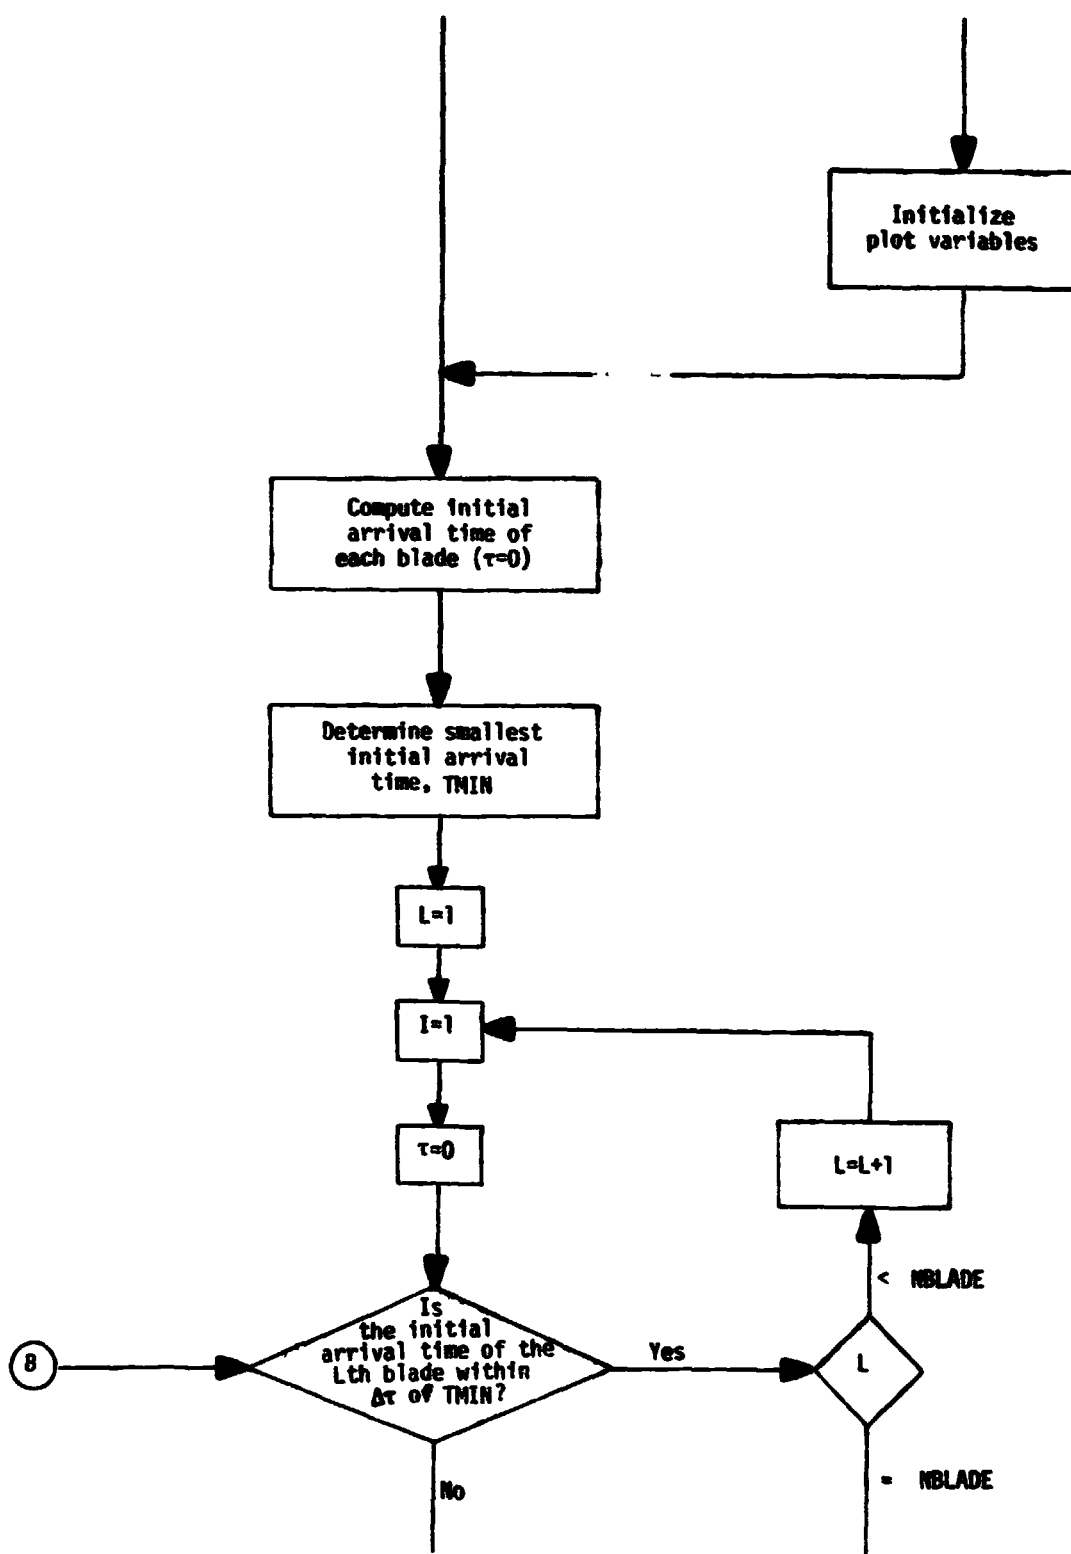 Initialize
plot variables
Compute initial
arrival time of
each blade (τ=0)
Determine smallest
initial arrival
time, TMIN
L=1
I=1
τ=0
L=L+1
< NBLADE
Is
the initial
arrival time of the
Lth blade within
Δτ of TMIN?
8
Yes
L
No
= NBLADE